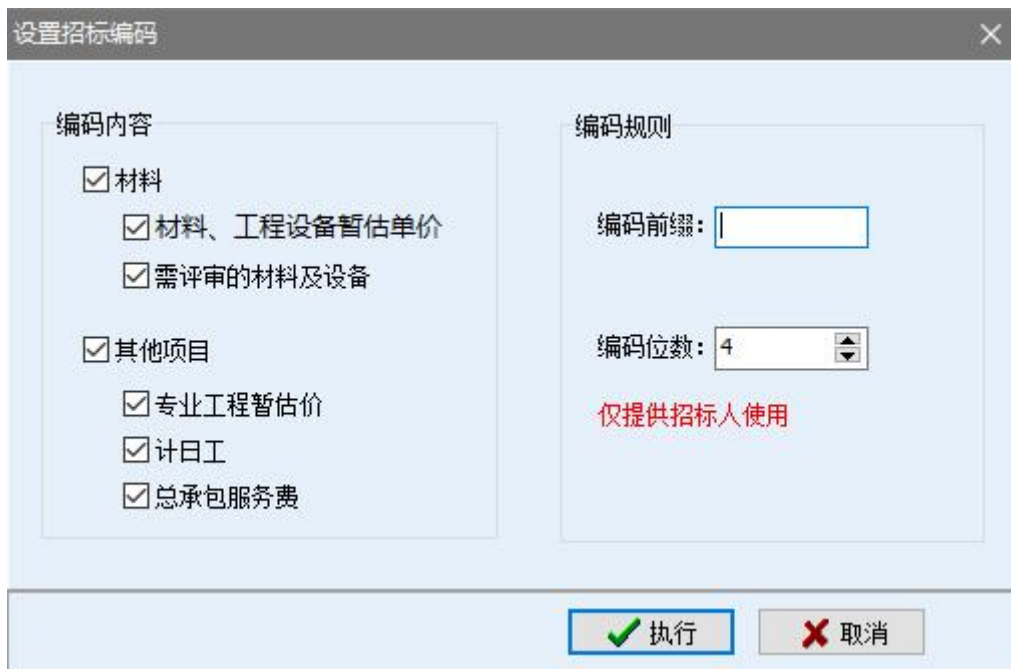 设置招标编码
编码内容
材料
材料、工程设备暂估单价
需评审的材料及设备
其他项目
专业工程暂估价
计日工
总承包服务费
编码规则
编码前缀：
编码位数： 4
仅提供招标人使用
执行
取消